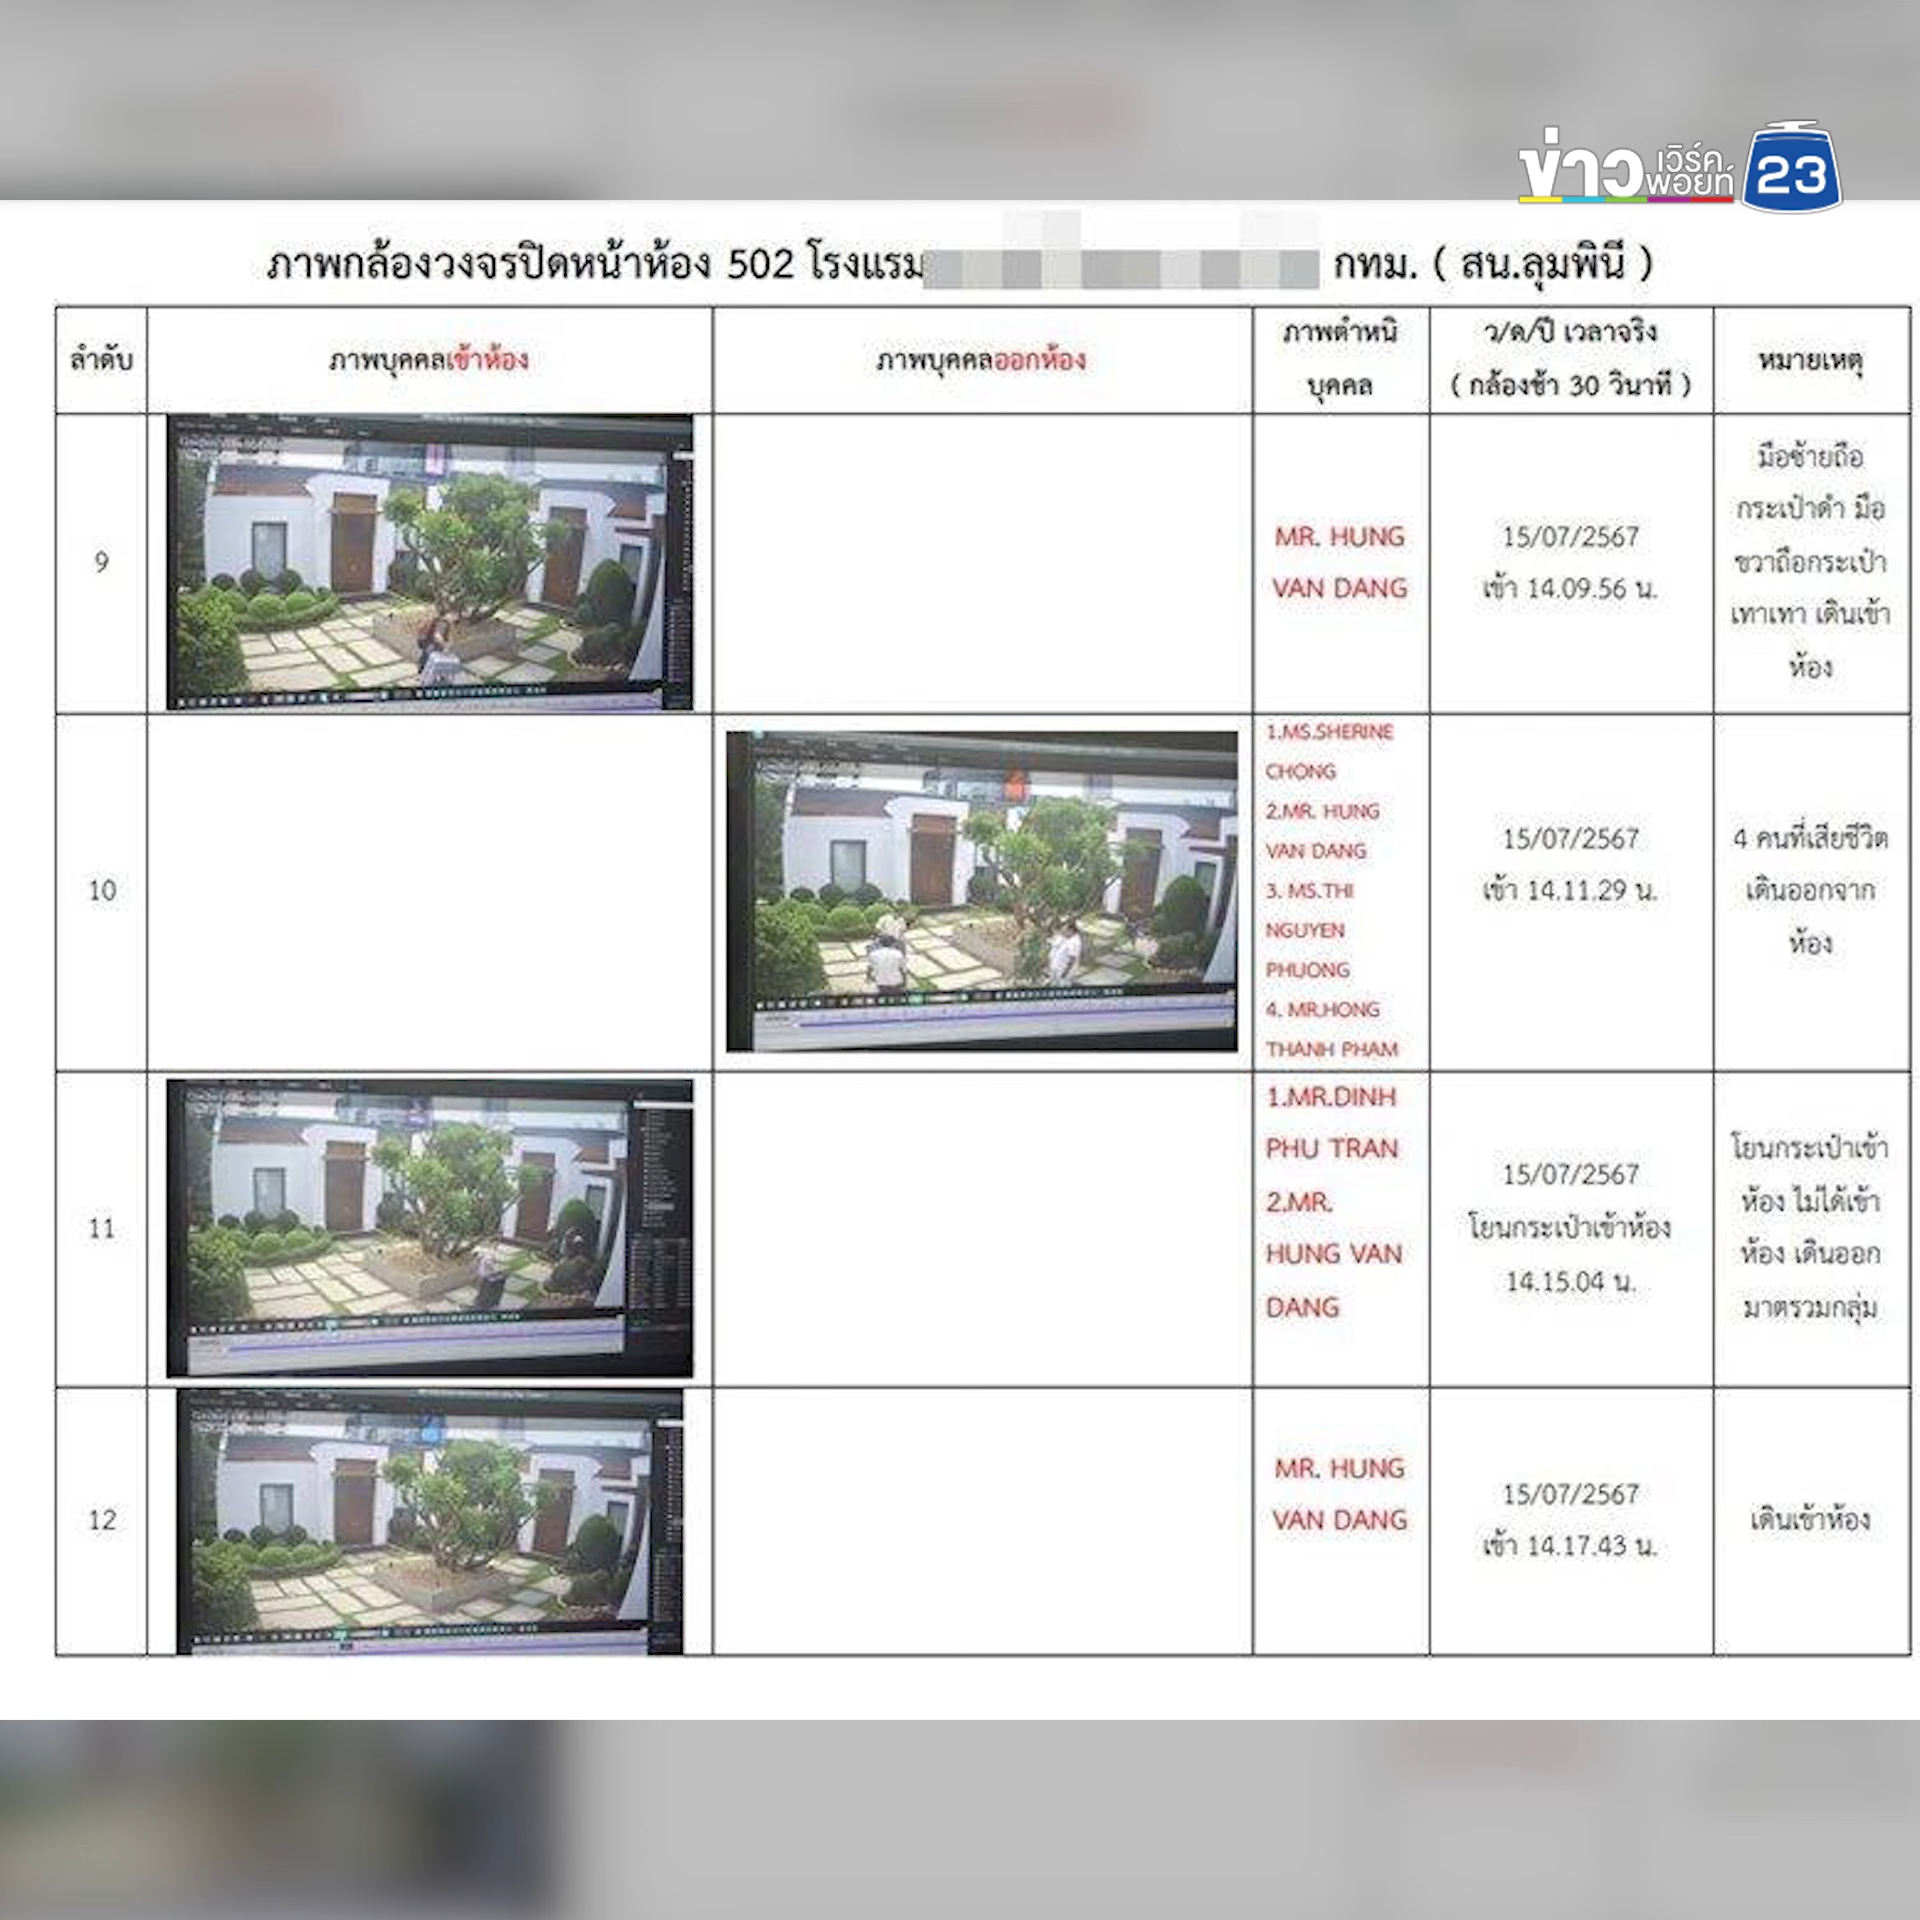 ข่าวเวิร์คพอยท์ 23
ภาพกล้องวงจรปิดหน้าห้อง 502 โรงแรม กทม. ( สน.ลุมพินี )
ลำดับ
ภาพบุคคลเข้าห้อง
ภาพบุคคลออกห้อง
ภาพตำหนิ
บุคคล
ว/ด/ปี เวลาจริง
( กล้องช้า 30 วินาที )
หมายเหตุ
9
MR. HUNG
VAN DANG
15/07/2567
เข้า 14.09.56 น.
มือซ้ายถือ
กระเป๋าดำ มือ
ขวาถือกระเป๋า
เทาเทา เดินเข้า
ห้อง
10
1.MS.SHERINE
CHONG
2.MR. HUNG
VAN DANG
3. MS.THI
NGUYEN
PHUONG
4. MR.HONG
THANH PHAM
15/07/2567
เข้า 14.11.29 น.
4 คนที่เสียชีวิต
เดินออกจาก
ห้อง
11
1.MR.DINH
PHU TRAN
2.MR.
HUNG VAN
DANG
15/07/2567
โยนกระเป๋าเข้าห้อง
14.15.04 น.
โยนกระเป๋าเข้า
ห้อง ไม่ได้เข้า
ห้อง เดินออก
มาตรวมกลุ่ม
12
MR. HUNG
VAN DANG
15/07/2567
เข้า 14.17.43 น.
เดินเข้าห้อง